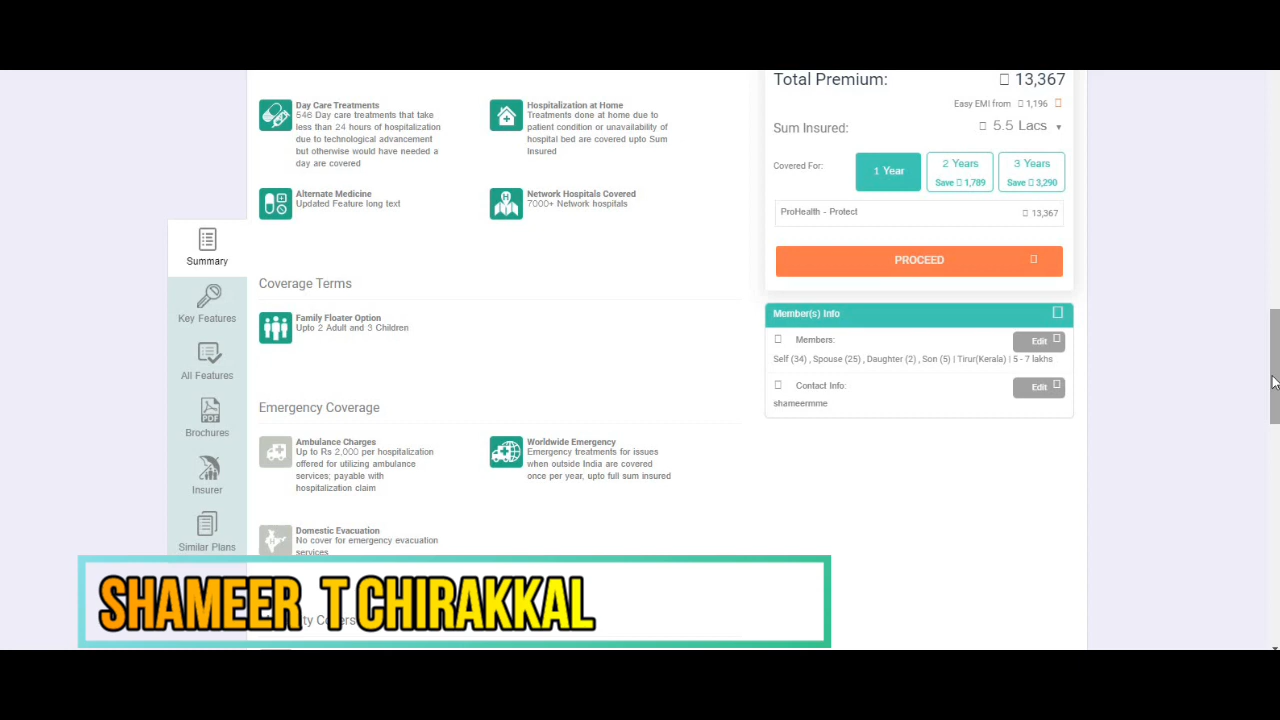 Day Care Treatments
546 Day care treatments that take
less than 24 hours of hospitalization
due to technological advancement
but otherwise would have needed a
day are covered
Hospitalization at Home
Treatments done at home due to
patient condition or unavailability of
hospital bed are covered upto Sum
Insured
Alternate Medicine
Updated Feature long text
Network Hospitals Covered
7000+ Network hospitals
Summary
Key Features
All Features
Brochures
PDF
Insurer
Similar Plans
Coverage Terms
Family Floater Option
Upto 2 Adult and 3 Children
Emergency Coverage
Ambulance Charges
Up to Rs 2,000 per hospitalization
offered for utilizing ambulance
services; payable with
hospitalization claim
Worldwide Emergency
Emergency treatments for issues
when outside India are covered
once per year, upto full sum insured
Domestic Evacuation
No cover for emergency evacuation
services
Total Premium: 13,367
Easy EMI from 1,196
Sum Insured: 5.5 Lacs
Covered For:
1 Year
2 Years
Save 1,789
3 Years
Save 3,290
ProHealth - Protect 13,367
PROCEED
Member(s) Info
Members: Edit
Self (34) , Spouse (25) , Daughter (2) , Son (5) | Tirur(Kerala) | 5 - 7 lakhs
Contact Info: Edit
shameermme
SHAMEER T CHIRAKKAL